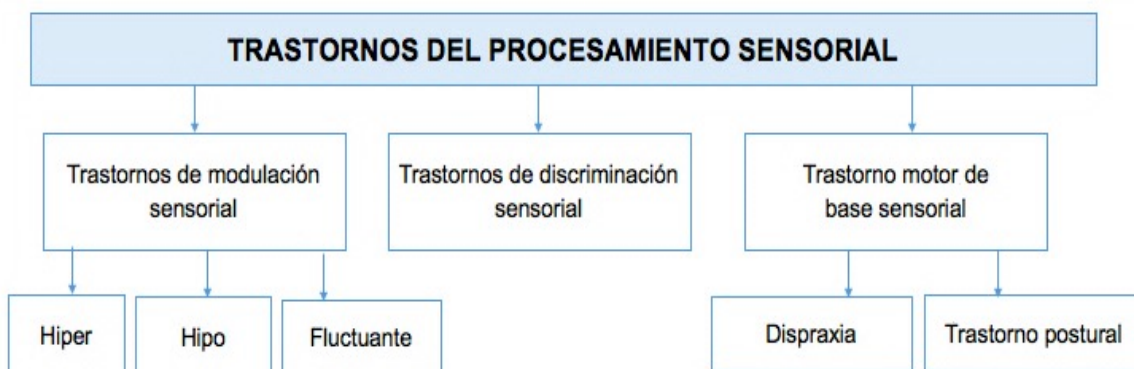 TRASTORNOS DEL PROCESAMIENTO SENSORIAL
Trastornos de modulación
sensorial
Trastornos de discriminación
sensorial
Trastorno motor de
base sensorial
Hiper
Hipo
Fluctuante
Dispraxia
Trastorno postural